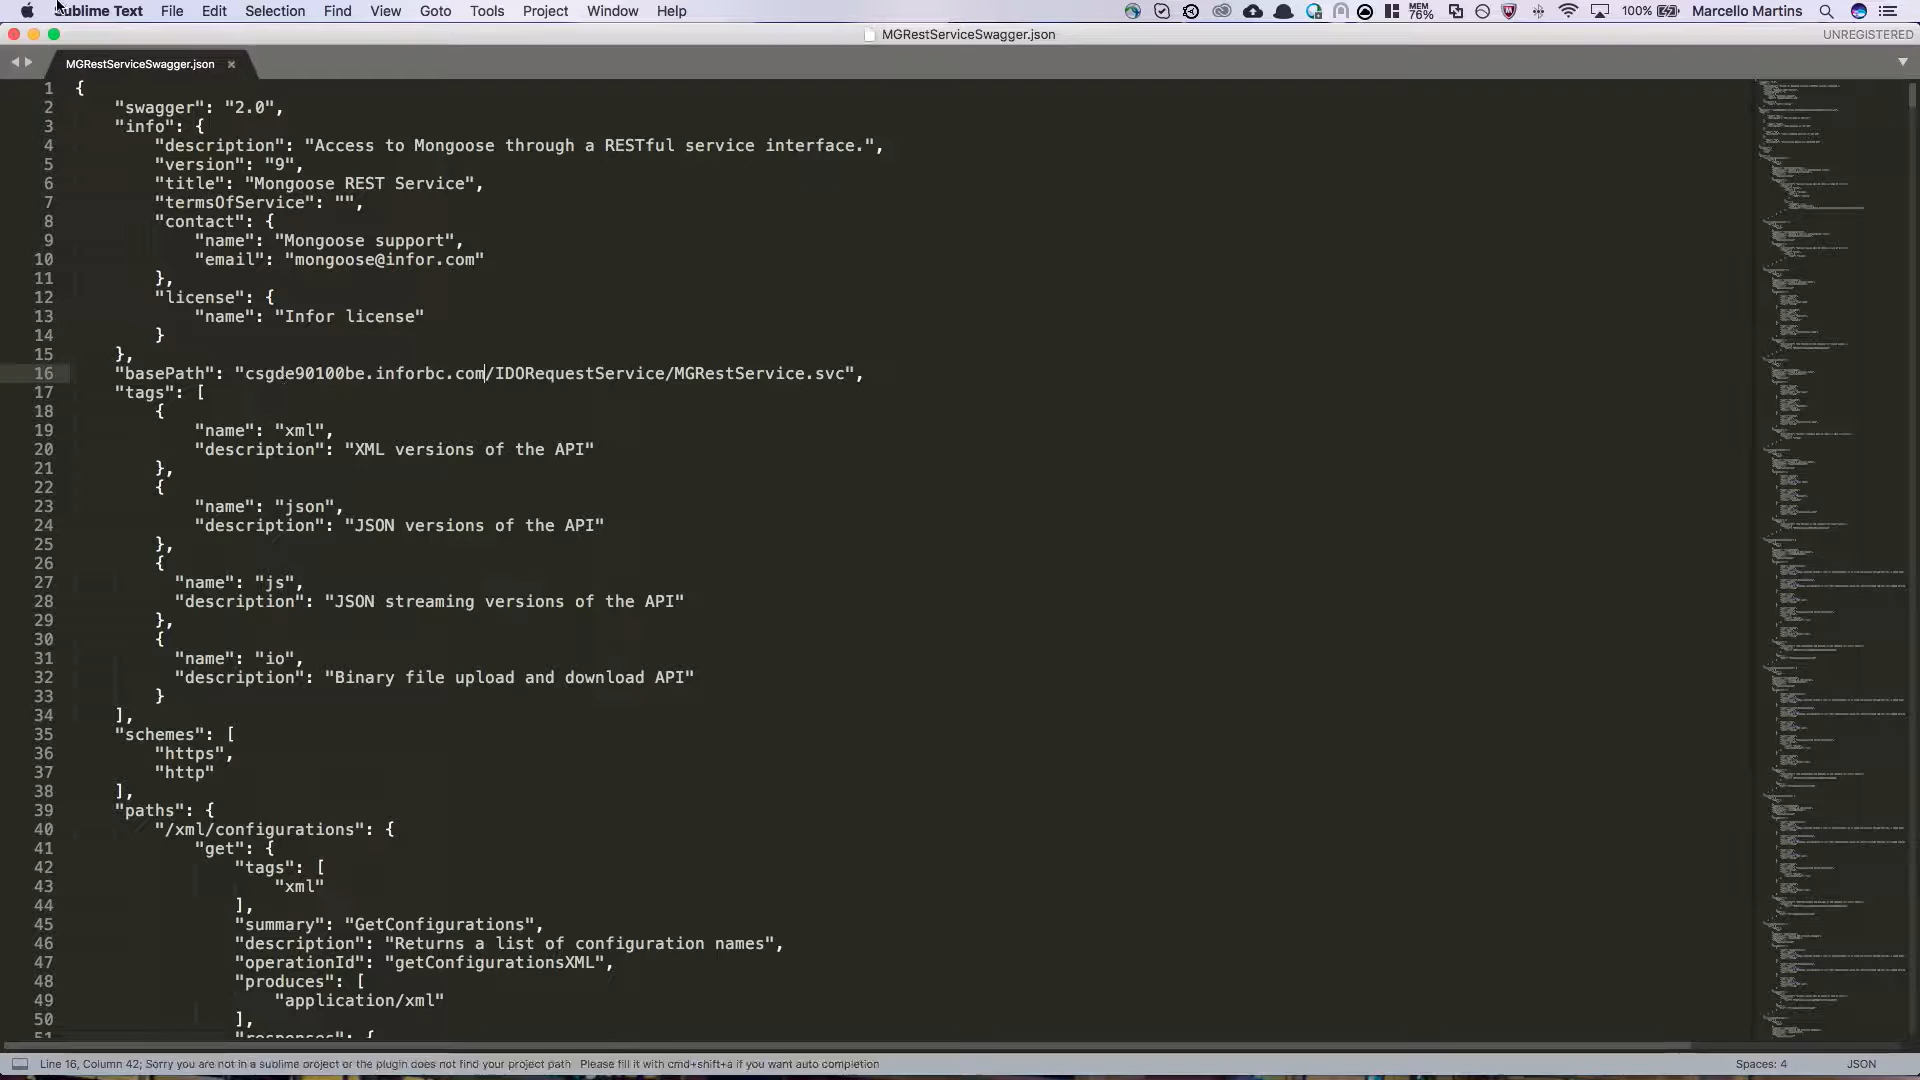 Sublime Text File Edit Selection Find View Goto Tools Project Window Help MEM 76% 100% Marcello Martins
MGRestServiceSwagger.json UNREGISTERED
MGRestServiceSwagger.json ×
1 {
2 "swagger": "2.0",
3 "info": {
4 "description": "Access to Mongoose through a RESTful service interface.",
5 "version": "9",
6 "title": "Mongoose REST Service",
7 "termsOfService": "",
8 "contact": {
9 "name": "Mongoose support",
10 "email": "mongoose@infor.com"
11 },
12 "license": {
13 "name": "Infor license"
14 }
15 },
16 "basePath": "csgde90100be.inforbc.com/IDORequestService/MGRestService.svc",
17 "tags": [
18 {
19 "name": "xml",
20 "description": "XML versions of the API"
21 },
22 {
23 "name": "json",
24 "description": "JSON versions of the API"
25 },
26 {
27 "name": "js",
28 "description": "JSON streaming versions of the API"
29 },
30 {
31 "name": "io",
32 "description": "Binary file upload and download API"
33 }
34 ],
35 "schemes": [
36 "https",
37 "http"
38 ],
39 "paths": {
40 "/xml/configurations": {
41 "get": {
42 "tags": [
43 "xml"
44 ],
45 "summary": "GetConfigurations",
46 "description": "Returns a list of configuration names",
47 "operationId": "getConfigurationsXML",
48 "produces": [
49 "application/xml"
50 ],
51 "responses": {
Line 16, Column 42; Sorry you are not in a sublime project or the plugin does not find your project path Please fill it with cmd+shift+a if you want auto completion Spaces: 4 JSON